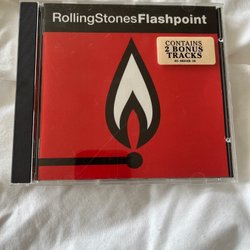 RollingStonesFlashpoint
CONTAINS
2 BONUS
TRACKS